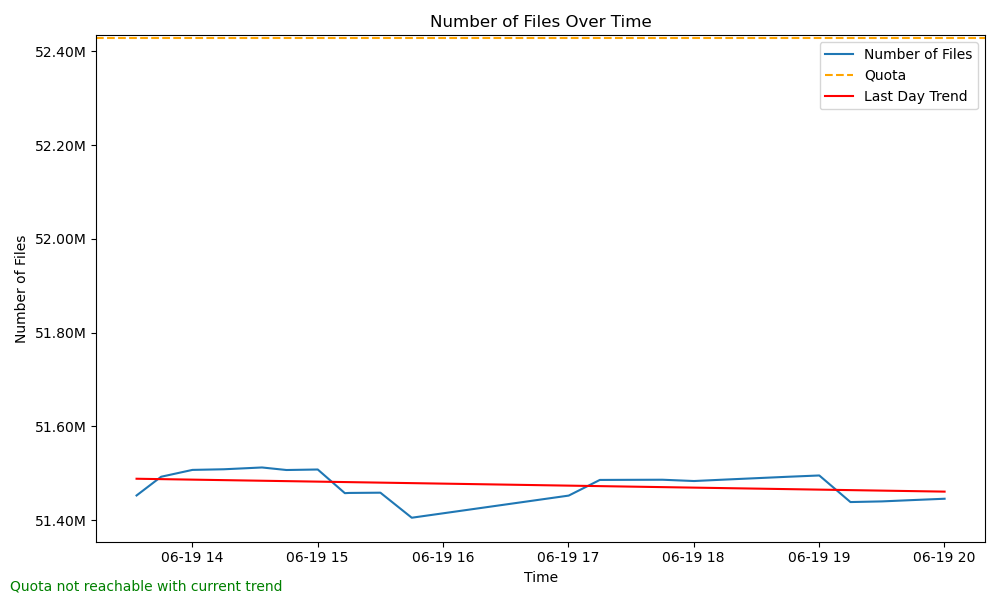 Number of Files Over Time
52.40M
52.20M
52.00M
51.80M
51.60M
51.40M
Number of Files
Number of Files
Quota
Last Day Trend
06-19 14
06-19 15
06-19 16
06-19 17
06-19 18
06-19 19
06-19 20
Time
Quota not reachable with current trend